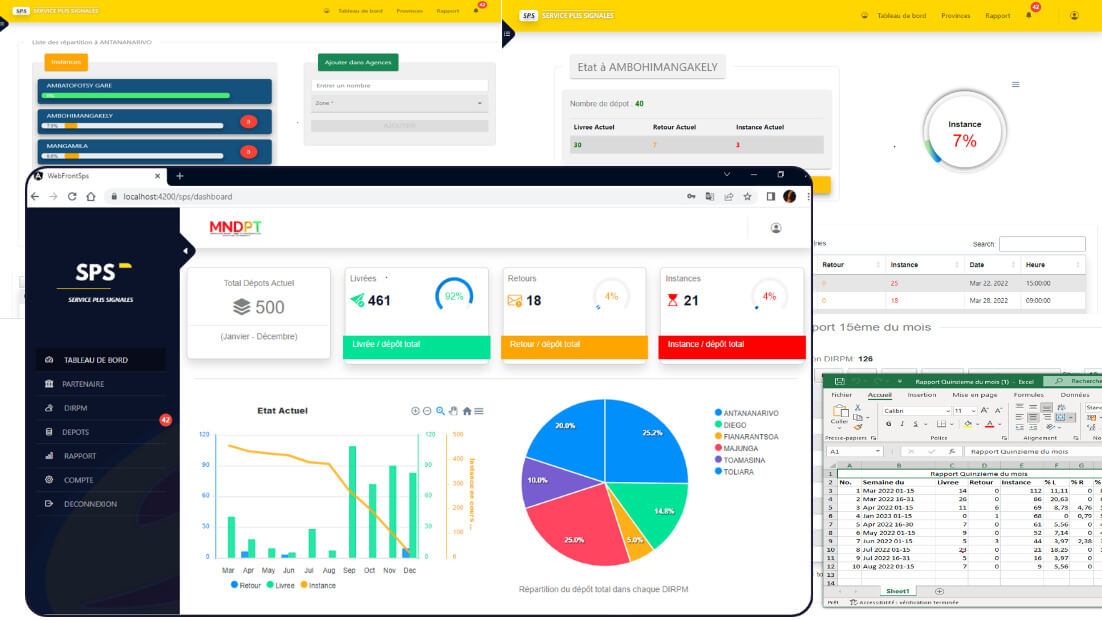 SPS SERVICE PLIS SIGNALES
Tableau de bord Provinces Rapport 42
Liste des répartition à ANTANANARIVO
Instances
AMBATOFOTSY GARE
AMBOHIMANGAKELY
MANGAMILA
Ajouter dans Agences
Entrer un nombre
Zone *
AJOUTER
SPS SERVICE PLIS SIGNALES
Tableau de bord Provinces Rapport 42
Etat à AMBOHIMANGAKELY
Nombre de dépot : 40
Livree Actuel Retour Actuel Instance Actuel
30 7 3
Instance
7%
Search:
Retour Instance Date Heure
0 25 Mar 22, 2022 15:00:00
0 18 Mar 28, 2022 09:00:00
pport 15ème du mois
on DIRPM: 126
WebFrontSps
localhost:4200/sps/dashboard
SPS
SERVICE PLIS SIGNALES
TABLEAU DE BORD
PARTENAIRE
DIRPM
42
DEPOTS
RAPPORT
COMPTE
DECONNEXION
MNDPT
Total Dépots Actuel
500
(Janvier - Décembre)
Livrées
461
92%
Livrée / dépôt total
Retours
18
4%
Retour / dépôt total
Instances
21
4%
Instance / dépôt total
Etat Actuel
120 120 500
90 90 400
300
60 60
200
30 30
100
0 0 0
Instance en cours...
Mar Apr May Jun Jul Aug Sep Oct Nov Dec
Retour Livree Instance
20.0%
25.2%
10.0%
14.8%
25.0%
5.0%
ANTANANARIVO
DIEGO
FIANARANTSOA
MAJUNGA
TOAMASINA
TOLIARA
Répartition du dépôt total dans chaque DIRPM
Rapport Quinzieme du mois (1) - Excel Recherche
Fichier Accueil Insertion Mise en page Formules Données
Coller
Calibri 11
G I S
Presse-papiers Police Alignement
A1
A B C D E F G
1 Rapport Quinzieme du mois
2 No. Semaine du Livree Retour Instance % L % R %
3 1 Mar 2022 01-15 14 0 112 11,11 0
4 2 Mar 2022 16-31 26 0 86 20,63 0
5 3 Apr 2022 01-15 11 6 69 8,73 4,76
6 4 Jan 2023 01-15 0 1 68 0 0,79
7 5 Apr 2022 16-30 7 0 61 5,56 0
8 6 May 2022 01-15 9 0 52 7,14 0
9 7 Jun 2022 01-15 5 3 44 3,97 2,38
10 8 Jul 2022 01-15 23 0 21 18,25 0
11 9 Jul 2022 16-31 5 0 16 3,97 0
12 10 Aug 2022 01-15 7 0 9 5,56 0
13
14
Sheet1
Prêt Accessibilité : vérification terminée